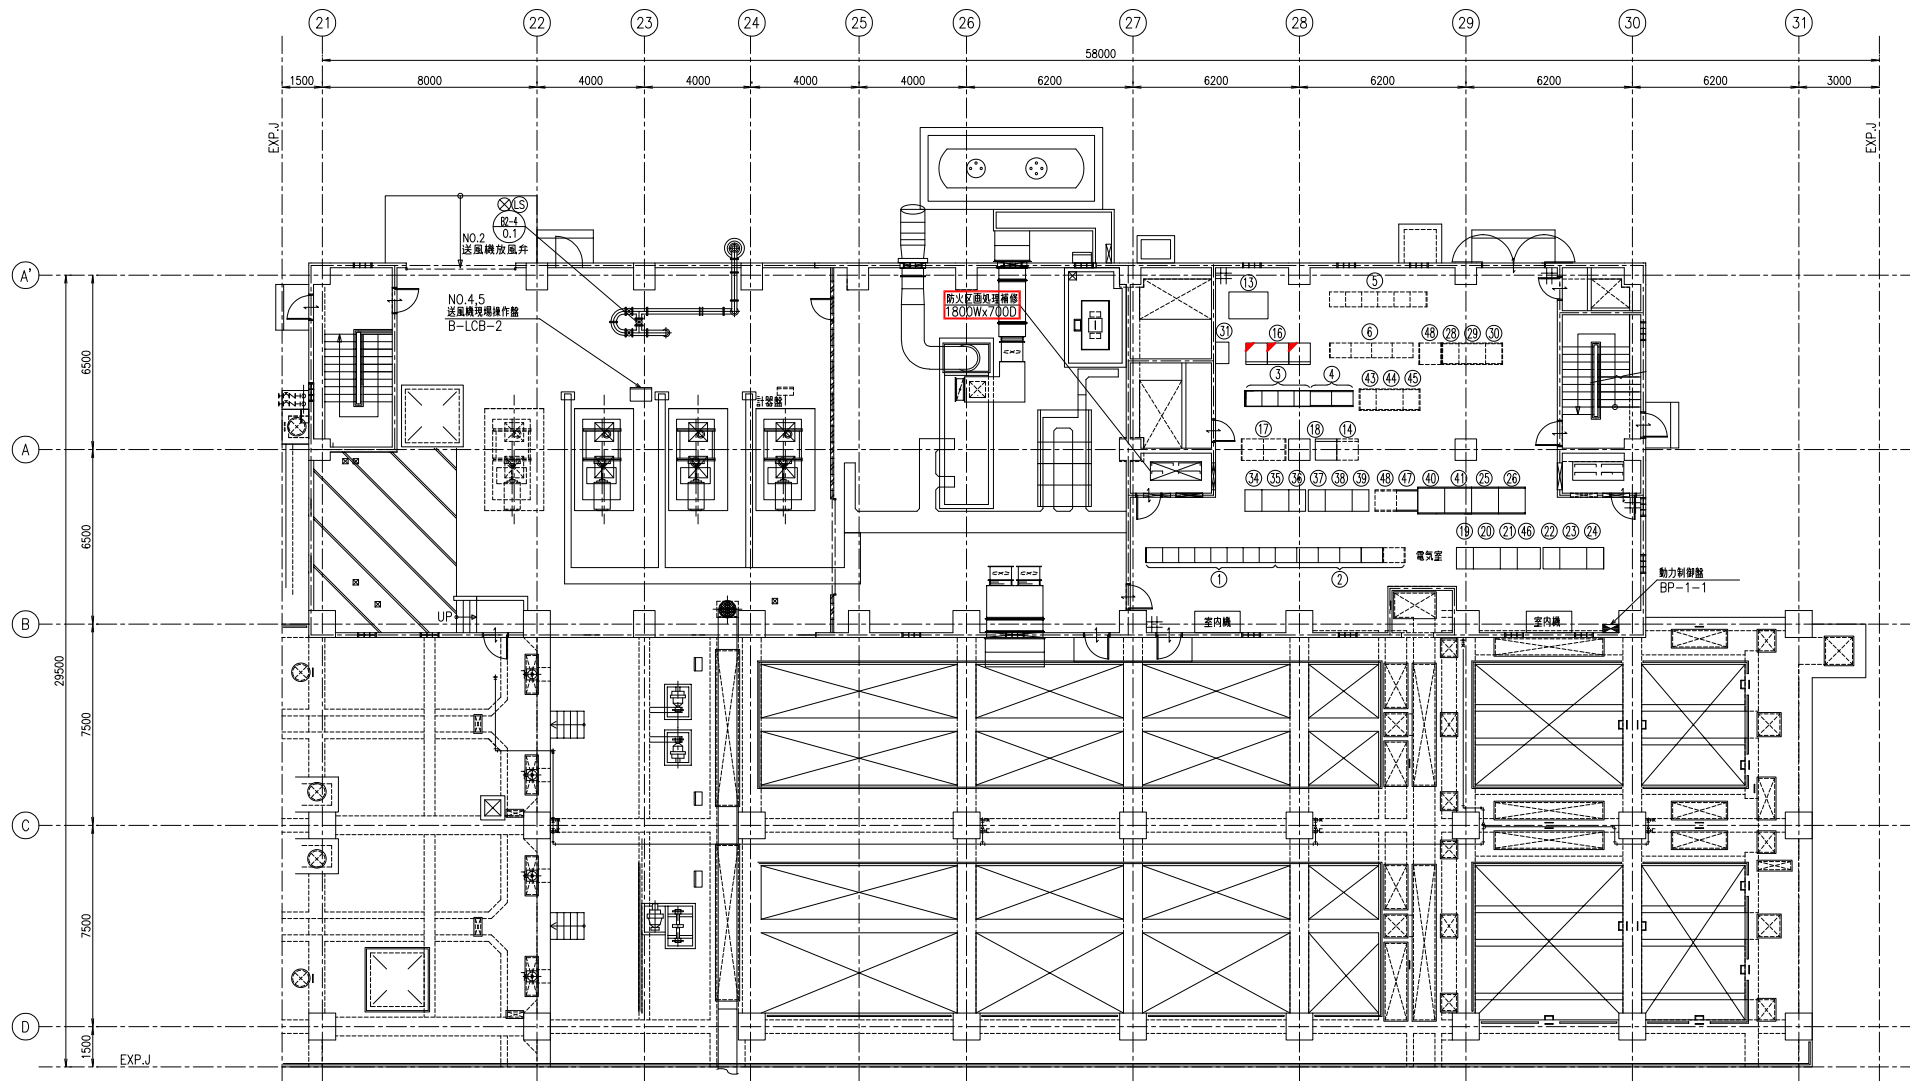 21 22 23 24 25 26 27 28 29 30 31
58000
1500 8000 4000 4000 4000 4000 6200 6200 6200 6200 6200 3000
EXP.J
EXP.J
LS
B2-4
0.1
NO.2
送風機放風弁
A'
NO.4,5
送風機現場操作盤
B-LCB-2
防火区画処理補修
1800Wx700D
13 5
31 16 6 48 28 29 30
6500
3 4 43 44 45
計器盤
17 18 14
A
34 35 36 37 38 39 48 47 40 41 25 26
6500
19 20 21 46 22 23 24
電気室
1 2
動力制御盤
BP-1-1
UP
室内機
室内機
B
29500
7500
C
7500
D
1500
EXP.J